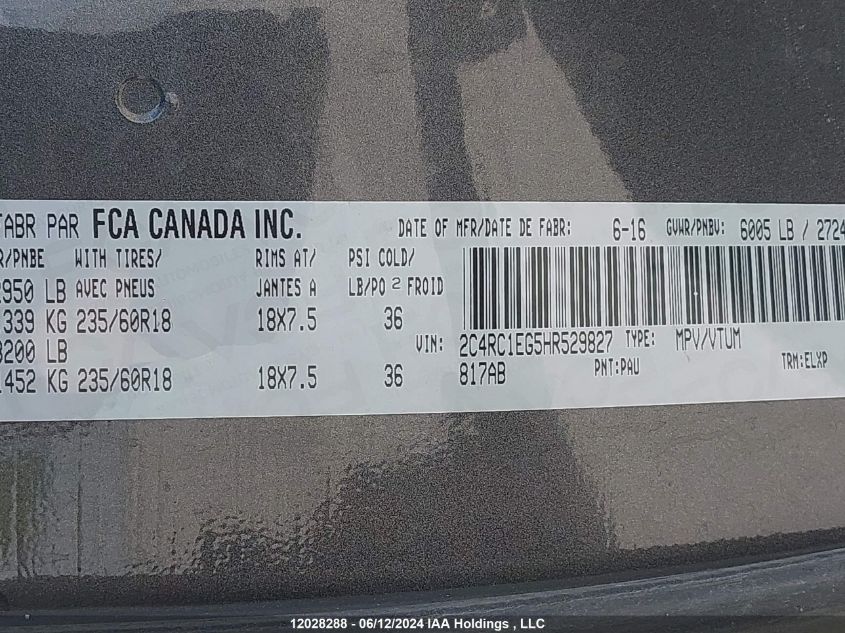 FABR PAR FCA CANADA INC. DATE OF MFR/DATE DE FABR: 6-16 GVWR/PNBV: 6005 LB / 2724
R/PNBE WITH TIRES/ RIMS AT/ PSI COLD/
2950 LB AVEC PNEUS JANTES A LB/PO 2 FROID
1339 KG 235/60R18 18X7.5 36
3200 LB VIN: 2C4RC1EG5HR529827 TYPE: MPV/VTUM
1452 KG 235/60R18 18X7.5 36 817AB PNT:PAU TRM:ELXP
12028288 - 06/12/2024 IAA Holdings , LLC